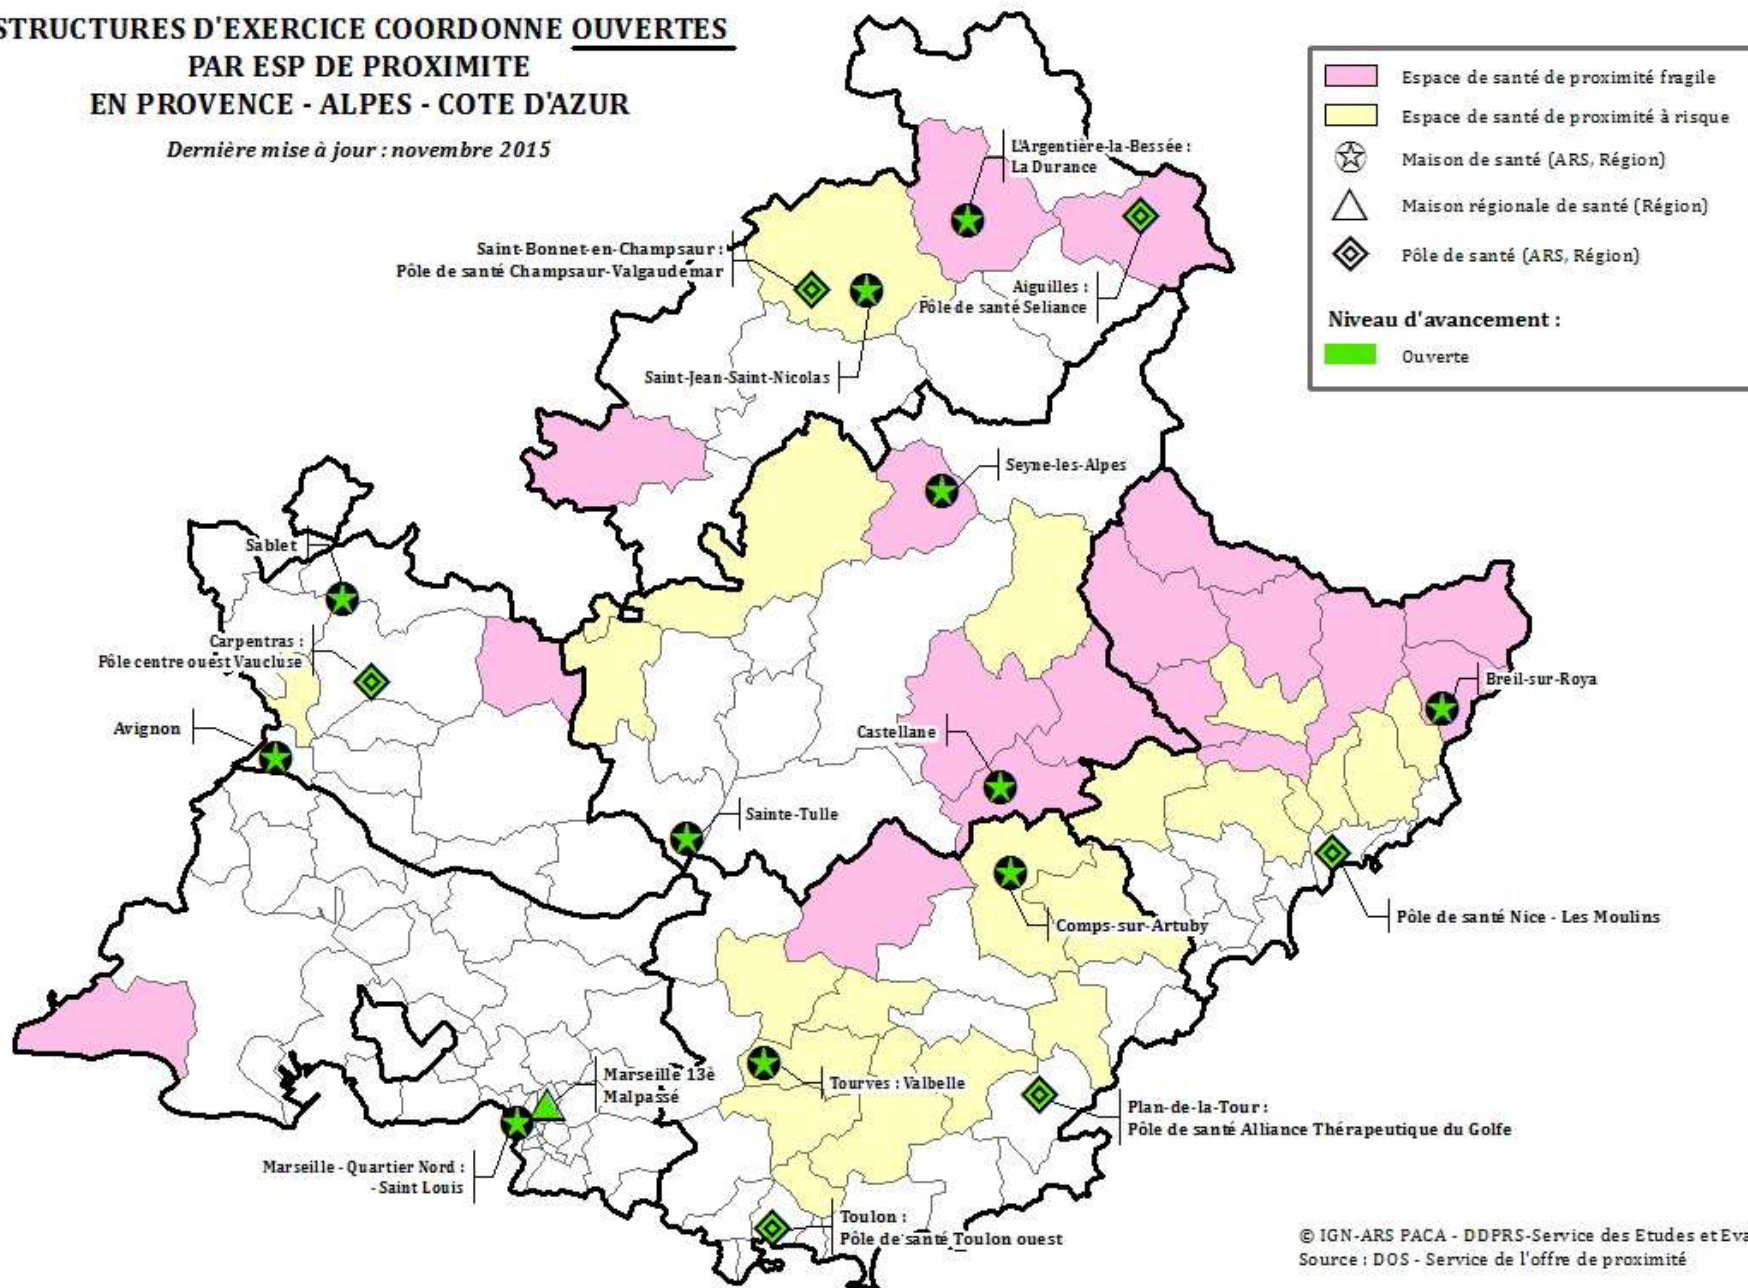 STRUCTURES D'EXERCICE COORDONNE OUVERTES
PAR ESP DE PROXIMITE
EN PROVENCE - ALPES - COTE D'AZUR
Dernière mise à jour : novembre 2015
Espace de santé de proximité fragile
Espace de santé de proximité à risque
Maison de santé (ARS, Région)
Maison régionale de santé (Région)
Pôle de santé (ARS, Région)
Niveau d'avancement :
Ouverte
L'Argentière-la-Bessée :
La Durance
Saint-Bonnet-en-Champsaur :
Pôle de santé Champsaur-Valgaudemar
Aiguilles :
Pôle de santé Seliance
Saint-Jean-Saint-Nicolas
Seyne-les-Alpes
Sablet
Carpentras :
Pôle centre ouest Vaucluse
Breil-sur-Roya
Avignon
Castellane
Sainte-Tulle
Comps-sur-Artuby
Pôle de santé Nice - Les Moulins
Marseille 13è
Malpassé
Tourves : Valbelle
Plan-de-la-Tour :
Pôle de santé Alliance Thérapeutique du Golfe
Marseille - Quartier Nord :
- Saint Louis
Toulon :
Pôle de santé Toulon ouest
© IGN-ARS PACA - DDPRS-Service des Etudes et Eva
Source : DOS - Service de l'offre de proximité